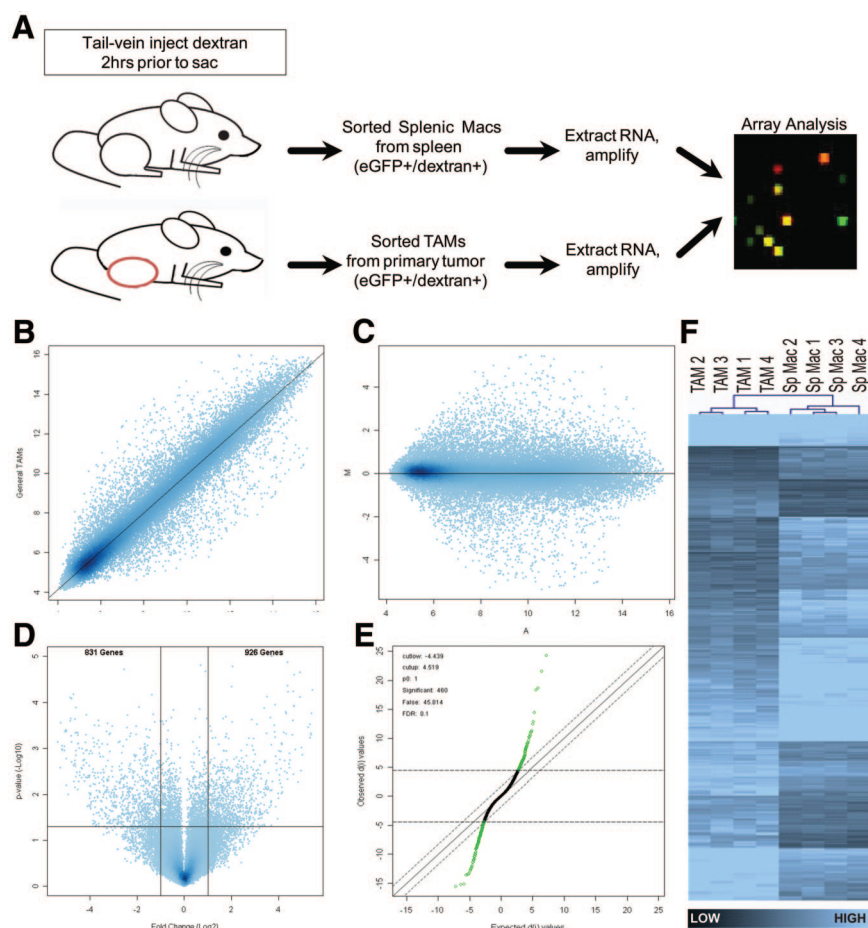 A
Tail-vein inject dextran
2hrs prior to sac
Sorted Splenic Macs
from spleen
(eGFP+/dextran+)
Extract RNA,
amplify
Array Analysis
Sorted TAMs
from primary tumor
(eGFP+/dextran+)
Extract RNA,
amplify
B
General TAMs
16
14
12
10
8
6
4
C
M
4
2
0
-2
-4
4
6
8
10
12
14
16
A
D
831 Genes
926 Genes
p-value (-Log10)
5
4
3
2
1
0
-4
-2
0
2
4
Fold Change (Log2)
E
cutlow: -4.439
cutup: 4.519
p0: 1
Significant: 460
False: 45.814
FDR: 0.1
Observed d(i) values
25
20
15
10
5
0
-5
-10
-15
-15
-10
-5
0
5
10
15
20
25
Expected d(i) values
F
TAM 2
TAM 3
TAM 1
TAM 4
Sp Mac 2
Sp Mac 1
Sp Mac 3
Sp Mac 4
LOW
HIGH